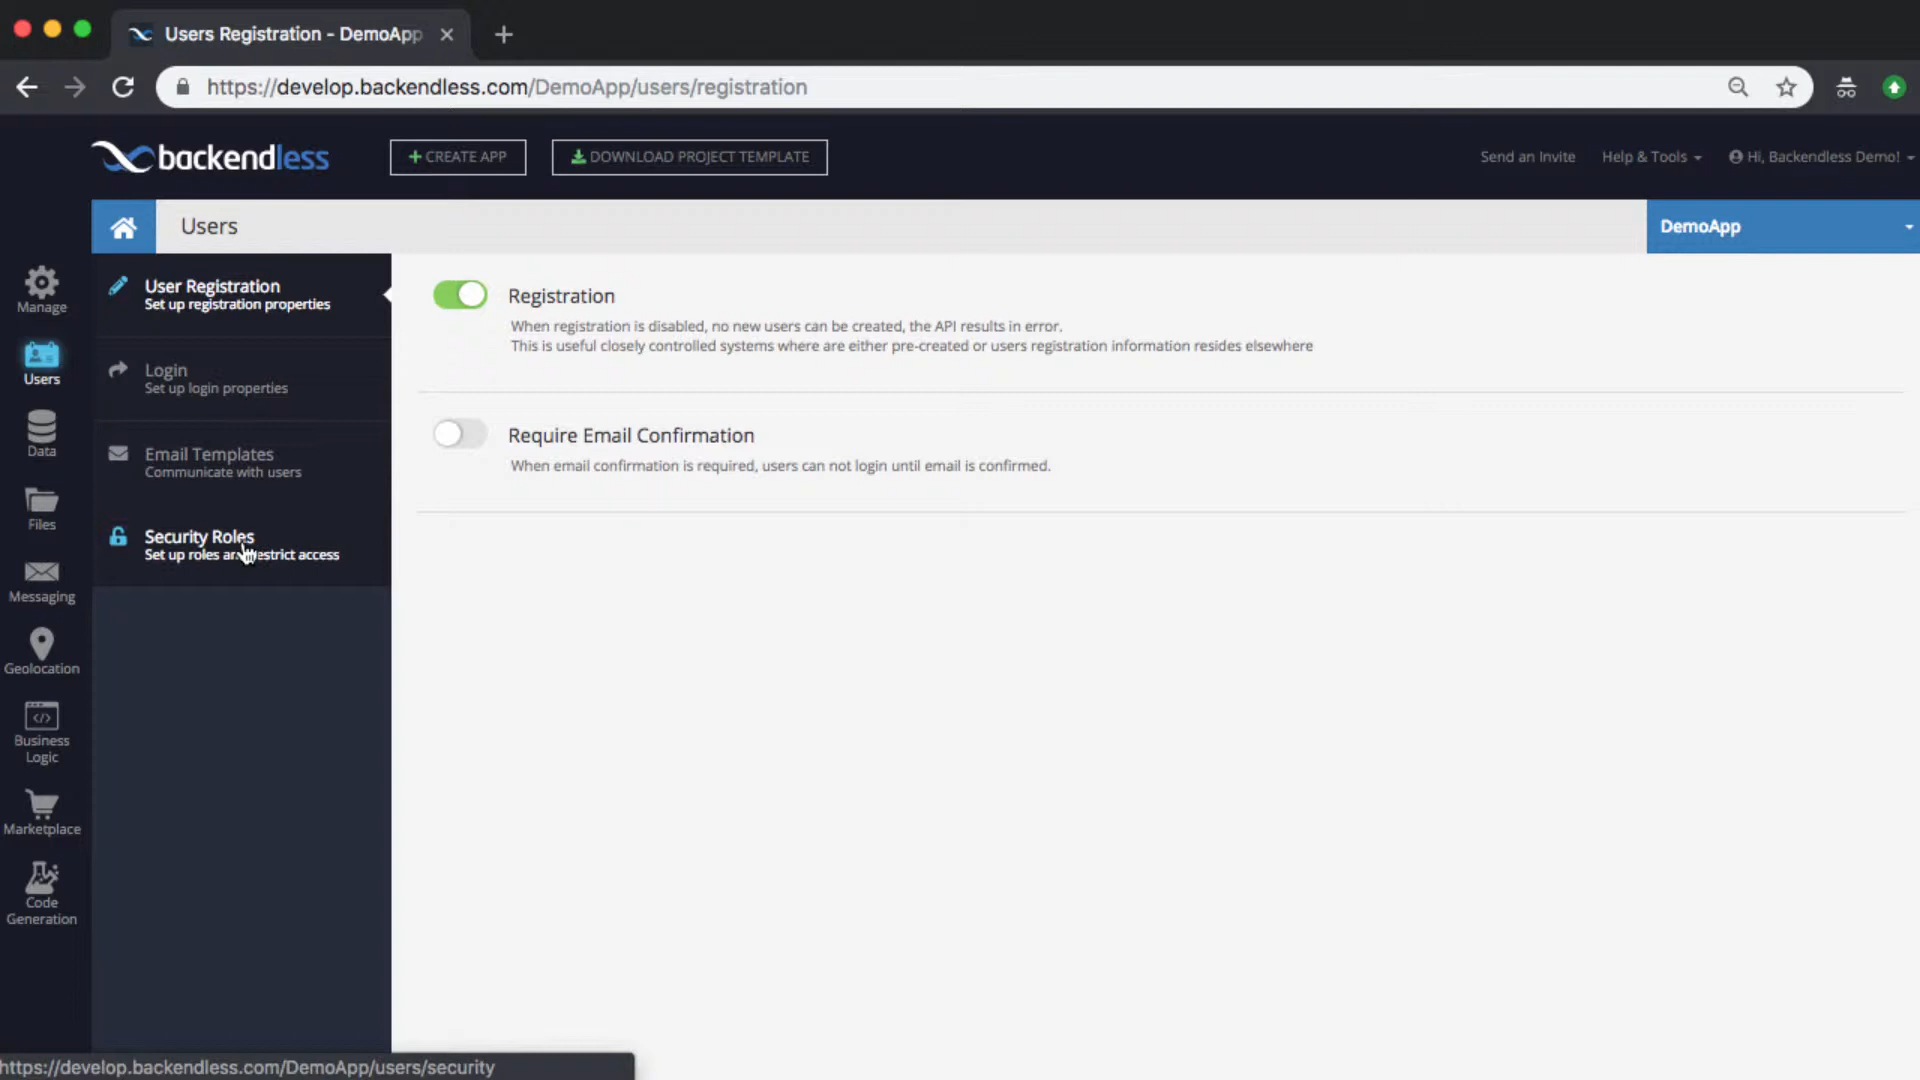 Users Registration - DemoApp
https://develop.backendless.com/DemoApp/users/registration
backendless
CREATE APP
DOWNLOAD PROJECT TEMPLATE
Send an Invite
Help & Tools
Hi, Backendless Demo!
Users
DemoApp
Manage
Users
Data
Files
Messaging
Geolocation
Business
Logic
Marketplace
Code
Generation
User Registration
Set up registration properties
Login
Set up login properties
Email Templates
Communicate with users
Security Roles
Set up roles an restrict access
Registration
When registration is disabled, no new users can be created, the API results in error.
This is useful closely controlled systems where are either pre-created or users registration information resides elsewhere
Require Email Confirmation
When email confirmation is required, users can not login until email is confirmed.
https://develop.backendless.com/DemoApp/users/security